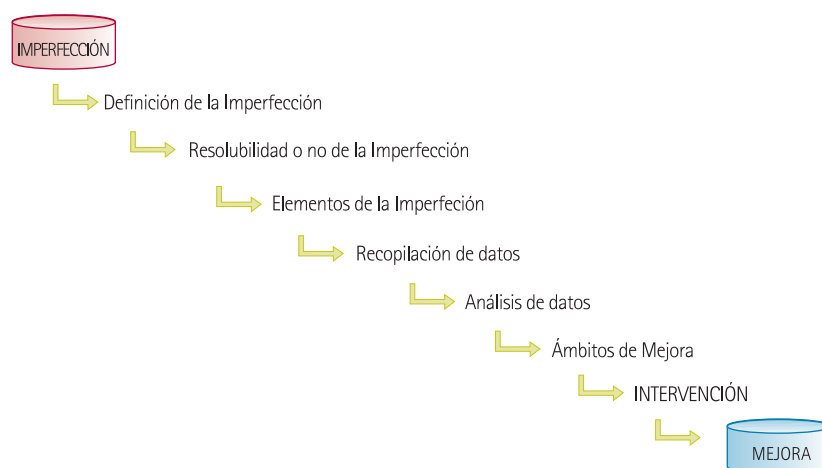 IMPERFECCIÓN
Definición de la Imperfección
Resolubilidad o no de la Imperfección
Elementos de la Imperfeción
Recopilación de datos
Análisis de datos
Ámbitos de Mejora
INTERVENCIÓN
MEJORA